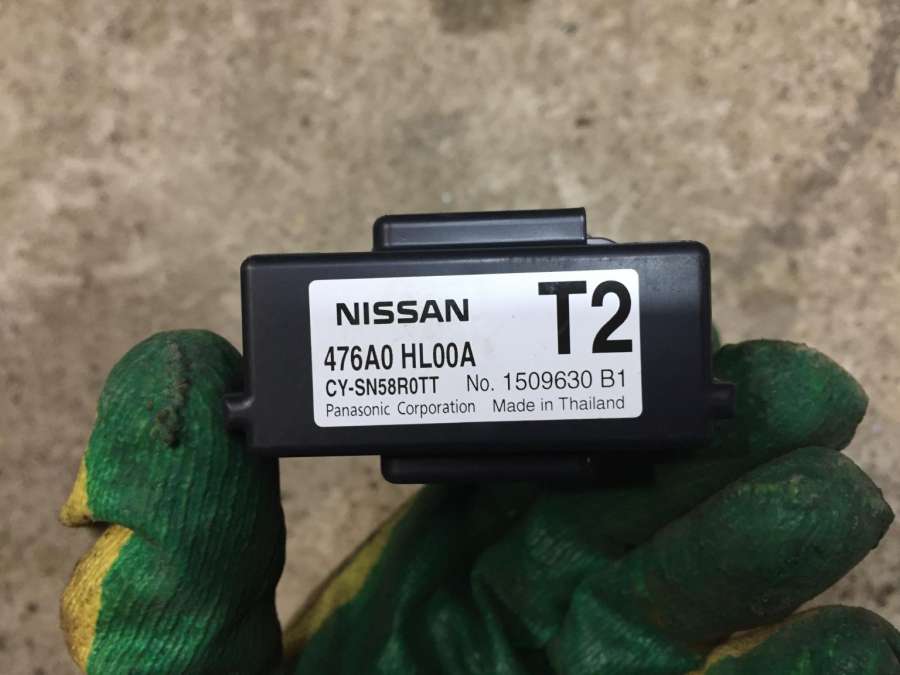 NISSAN T2
476A0 HL00A
CY-SN58R0TT No. 1509630 B1
Panasonic Corporation Made in Thailand